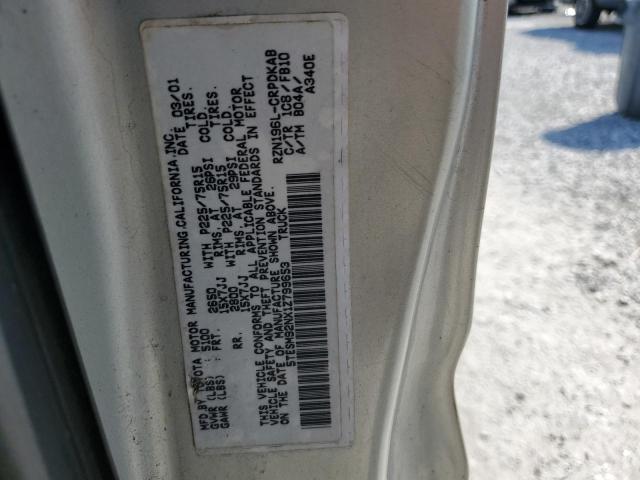 MFD.BY TOYOTA MOTOR MANUFACTURING,CALIFORNIA,INC.
GVWR (LBS) : 5100 DATE 03/01
GAWR (LBS) : FRT. 2650 WITH P225/75R15 TIRES,
15X7JJ RIMS, AT 26PSI COLD.
RR. 2800 WITH P225/75R15 TIRES,
15X7JJ RIMS, AT 29PSI COLD.
THIS VEHICLE CONFORMS TO ALL APPLICABLE FEDERAL MOTOR
VEHICLE SAFETY AND THEFT PREVENTION STANDARDS IN EFFECT
ON THE DATE OF MANUFACTURE SHOWN ABOVE.
5TESM92NX1Z799653 TRUCK
RZN196L-CRPDKAB
C/TR 1C8/ FB10
A/TM B04A/
A340E